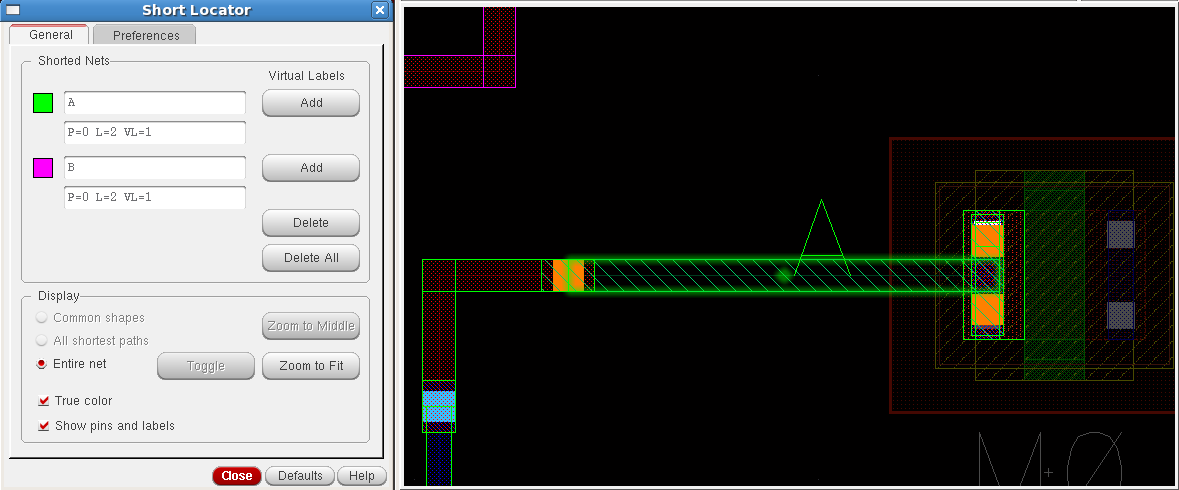 Short Locator
General
Preferences
Shorted Nets
Virtual Labels
A
Add
P=0 L=2 VL=1
B
Add
P=0 L=2 VL=1
Delete
Delete All
Display
Common shapes
Zoom to Middle
All shortest paths
Entire net
Toggle
Zoom to Fit
True color
Show pins and labels
Close
Defaults
Help
A
M0